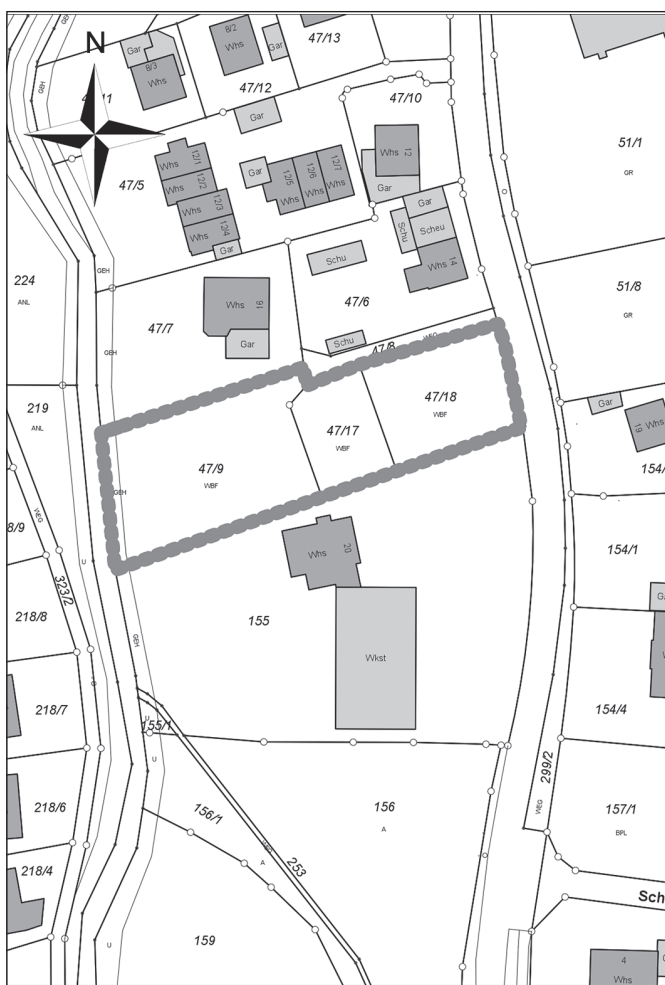 GEH
8/2
Whs
Gar
47/13
N
Gar
8/3
Whs
GEH
47/12
47/10
Gar
51/1
GR
12/1
Whs
12/2
Whs
12/3
Whs
12/4
Whs
Gar
Gar
12/5
Whs
12/6
Whs
12/7
Whs
Whs
12
Gar
47/5
Gar
Scheu
Schu
Whs
14
GEH
Schu
224
ANL
51/8
GR
Whs
16
47/6
47/7
Gar
Schu
47/8
WEG
GEH
219
ANL
47/18
WBF
Gar
19
Whs
47/17
WBF
47/9
WBF
GEH
154/
WEG
8/9
U
Whs
20
154/1
323/2
218/8
155
GEH
Wkst
218/7
154/4
U
155/1
U
299/2
WEG
218/6
156/1
156
A
157/1
BPL
A
253
218/4
Sch
159
U
4
Whs